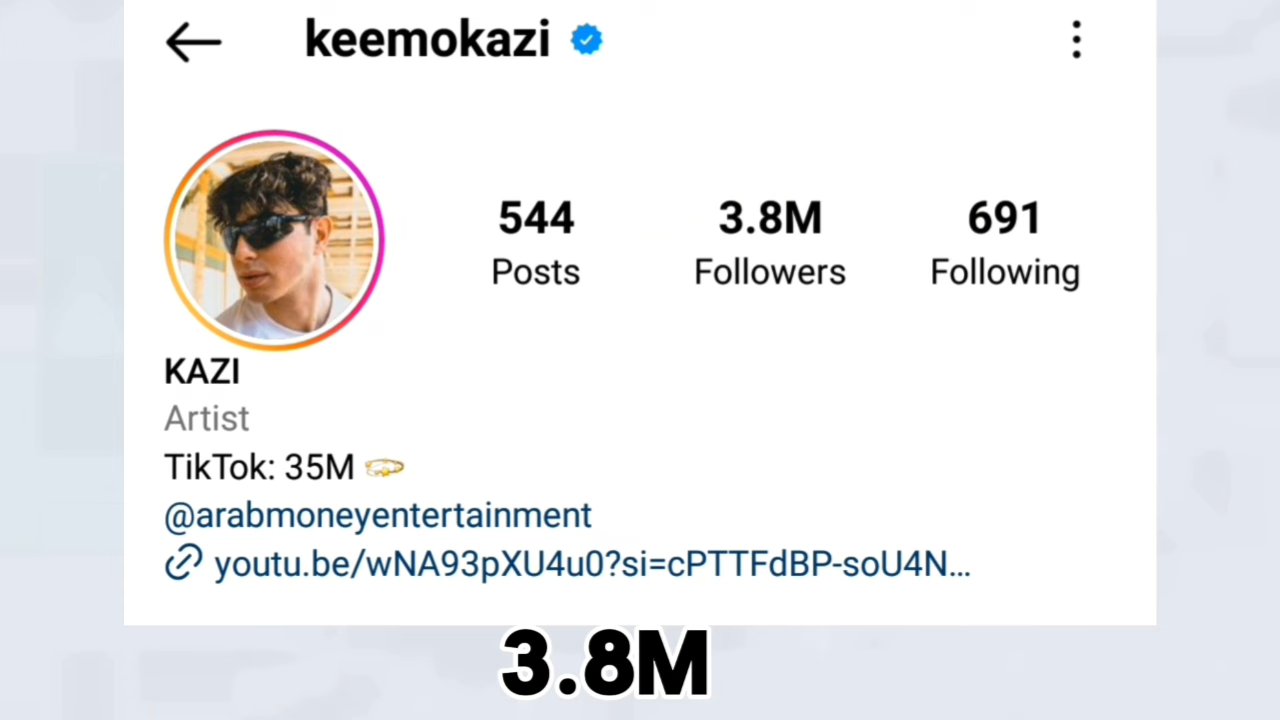 keemokazi
544 3.8M 691
Posts Followers Following
KAZI
Artist
TikTok: 35M
@arabmoneyentertainment
youtu.be/wNA93pXU4u0?si=cPTTFdBP-soU4N...
3.8M